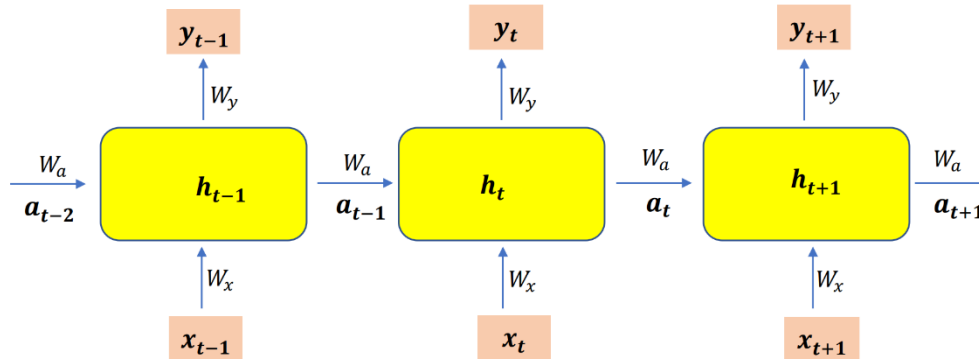 y_{t-1} y_t y_{t+1}
W_y W_y W_y
W_a W_a W_a W_a
h_{t-1} h_t h_{t+1}
a_{t-2} a_{t-1} a_t a_{t+1}
W_x W_x W_x
x_{t-1} x_t x_{t+1}